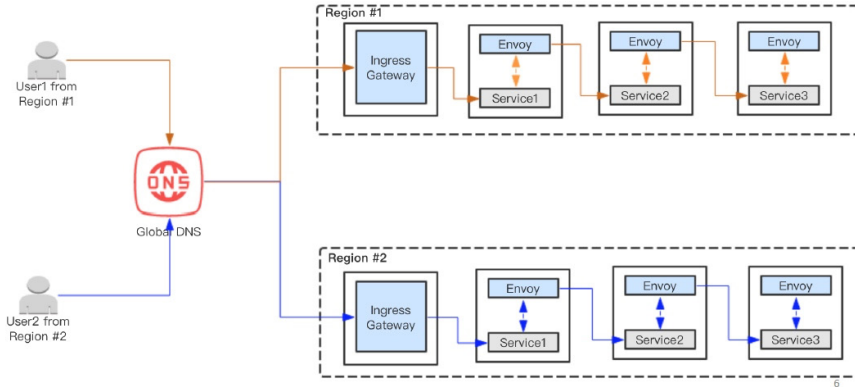 Region #1
Ingress
Gateway
Envoy
Service1
Envoy
Service2
Envoy
Service3
User1 from
Region #1
DNS
Global DNS
User2 from
Region #2
Region #2
Ingress
Gateway
Envoy
Service1
Envoy
Service2
Envoy
Service3
6